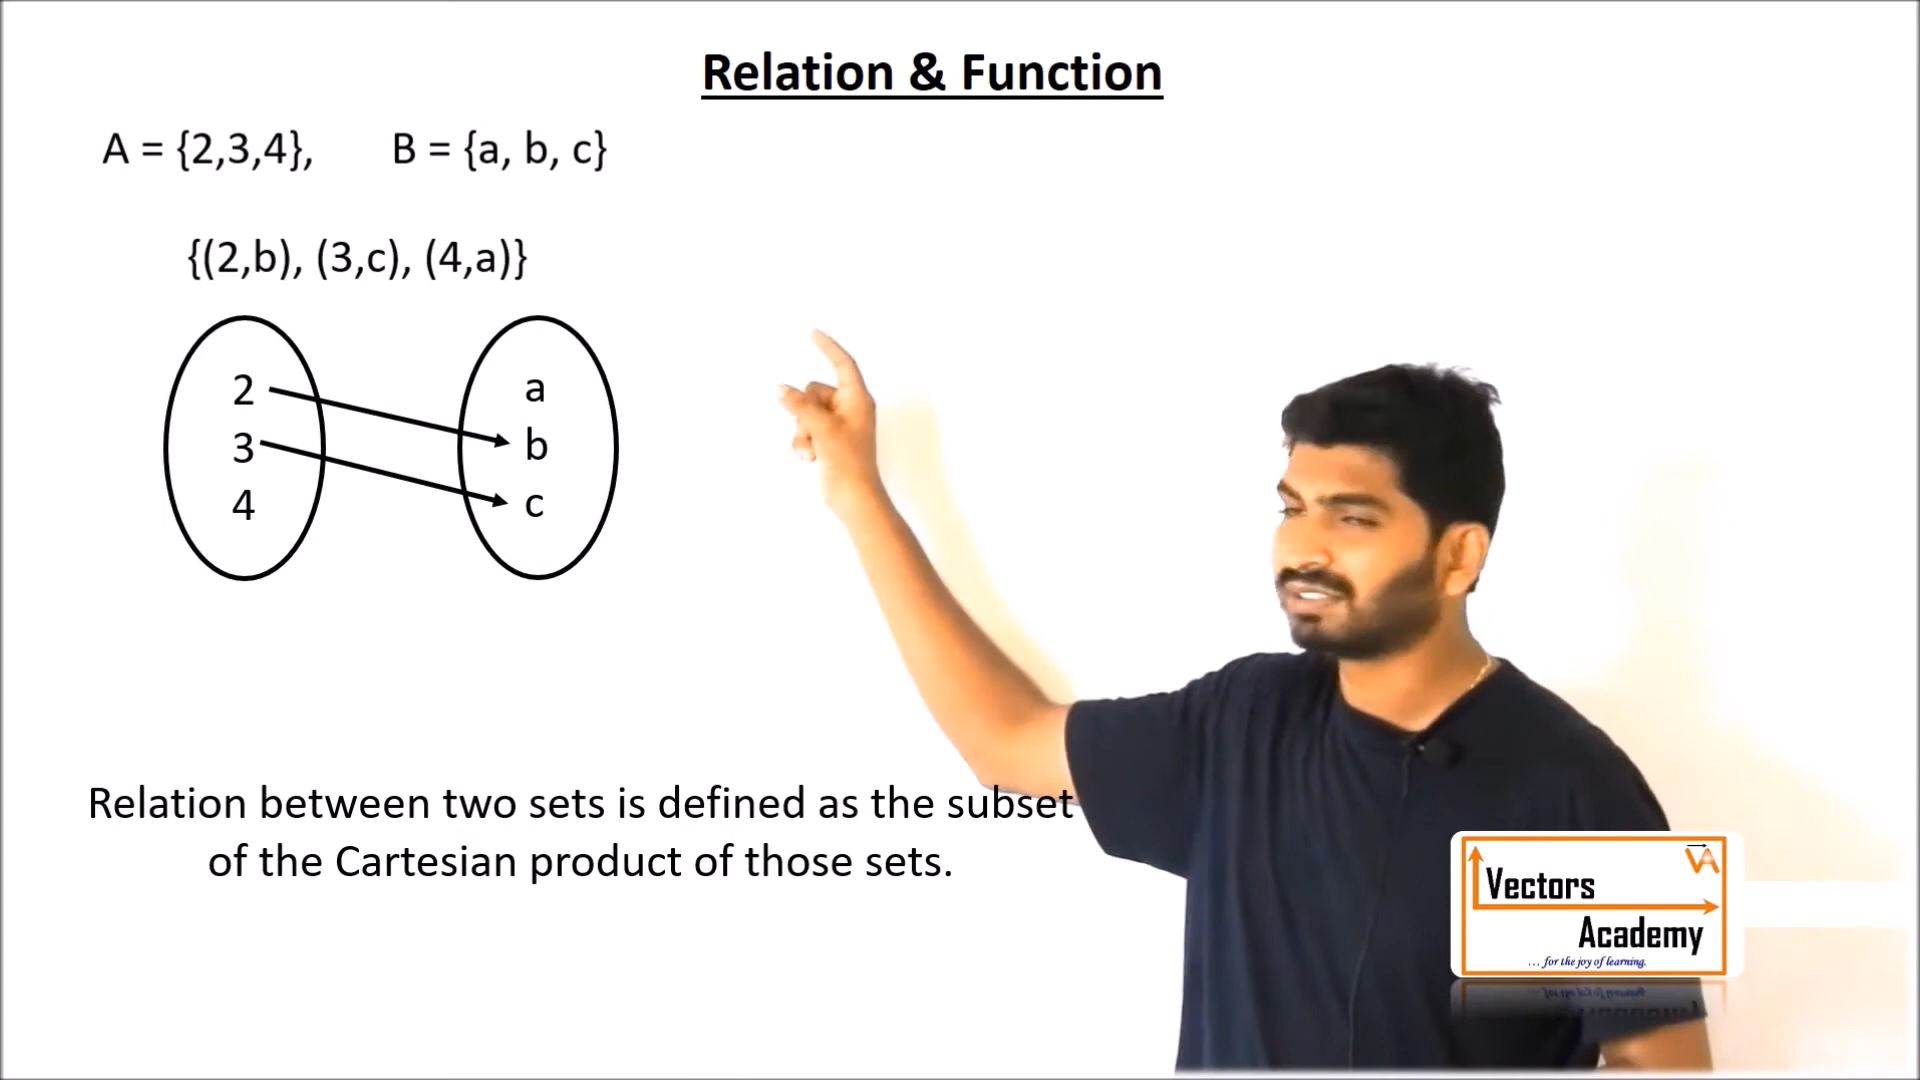 Relation & Function
A = {2,3,4}, B = {a, b, c}
{(2,b), (3,c), (4,a)}
2 a
3 b
4 c
Relation between two sets is defined as the subset
of the Cartesian product of those sets.
VA
Vectors
Academy
... for the joy of learning.